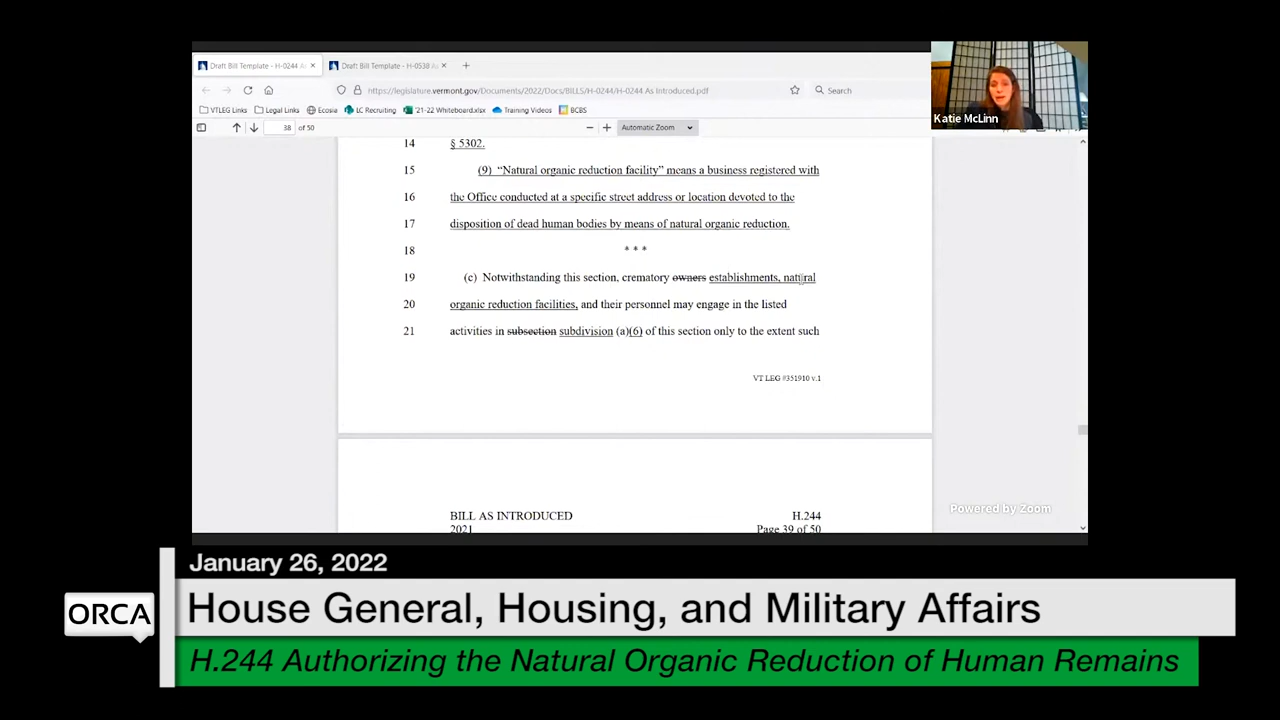 Draft Bill Template - H-0244 As
Draft Bill Template - H-0538 As
https://legislature.vermont.gov/Documents/2022/Docs/BILLS/H-0244/H-0244 As Introduced.pdf
Search
VTLEG Links
Legal Links
Ecosia
LC Recruiting
'21-22 Whiteboard.xlsx
Training Videos
BCBS
38 of 50
Automatic Zoom
Katie McLinn
14 § 5302.
15 (9) “Natural organic reduction facility” means a business registered with
16 the Office conducted at a specific street address or location devoted to the
17 disposition of dead human bodies by means of natural organic reduction.
18 * * *
19 (c) Notwithstanding this section, crematory owners establishments, natural
20 organic reduction facilities, and their personnel may engage in the listed
21 activities in subsection subdivision (a)(6) of this section only to the extent such
VT LEG #351910 v.1
BILL AS INTRODUCED H.244
2021 Page 39 of 50
Powered by Zoom
January 26, 2022
ORCA
House General, Housing, and Military Affairs
H.244 Authorizing the Natural Organic Reduction of Human Remains